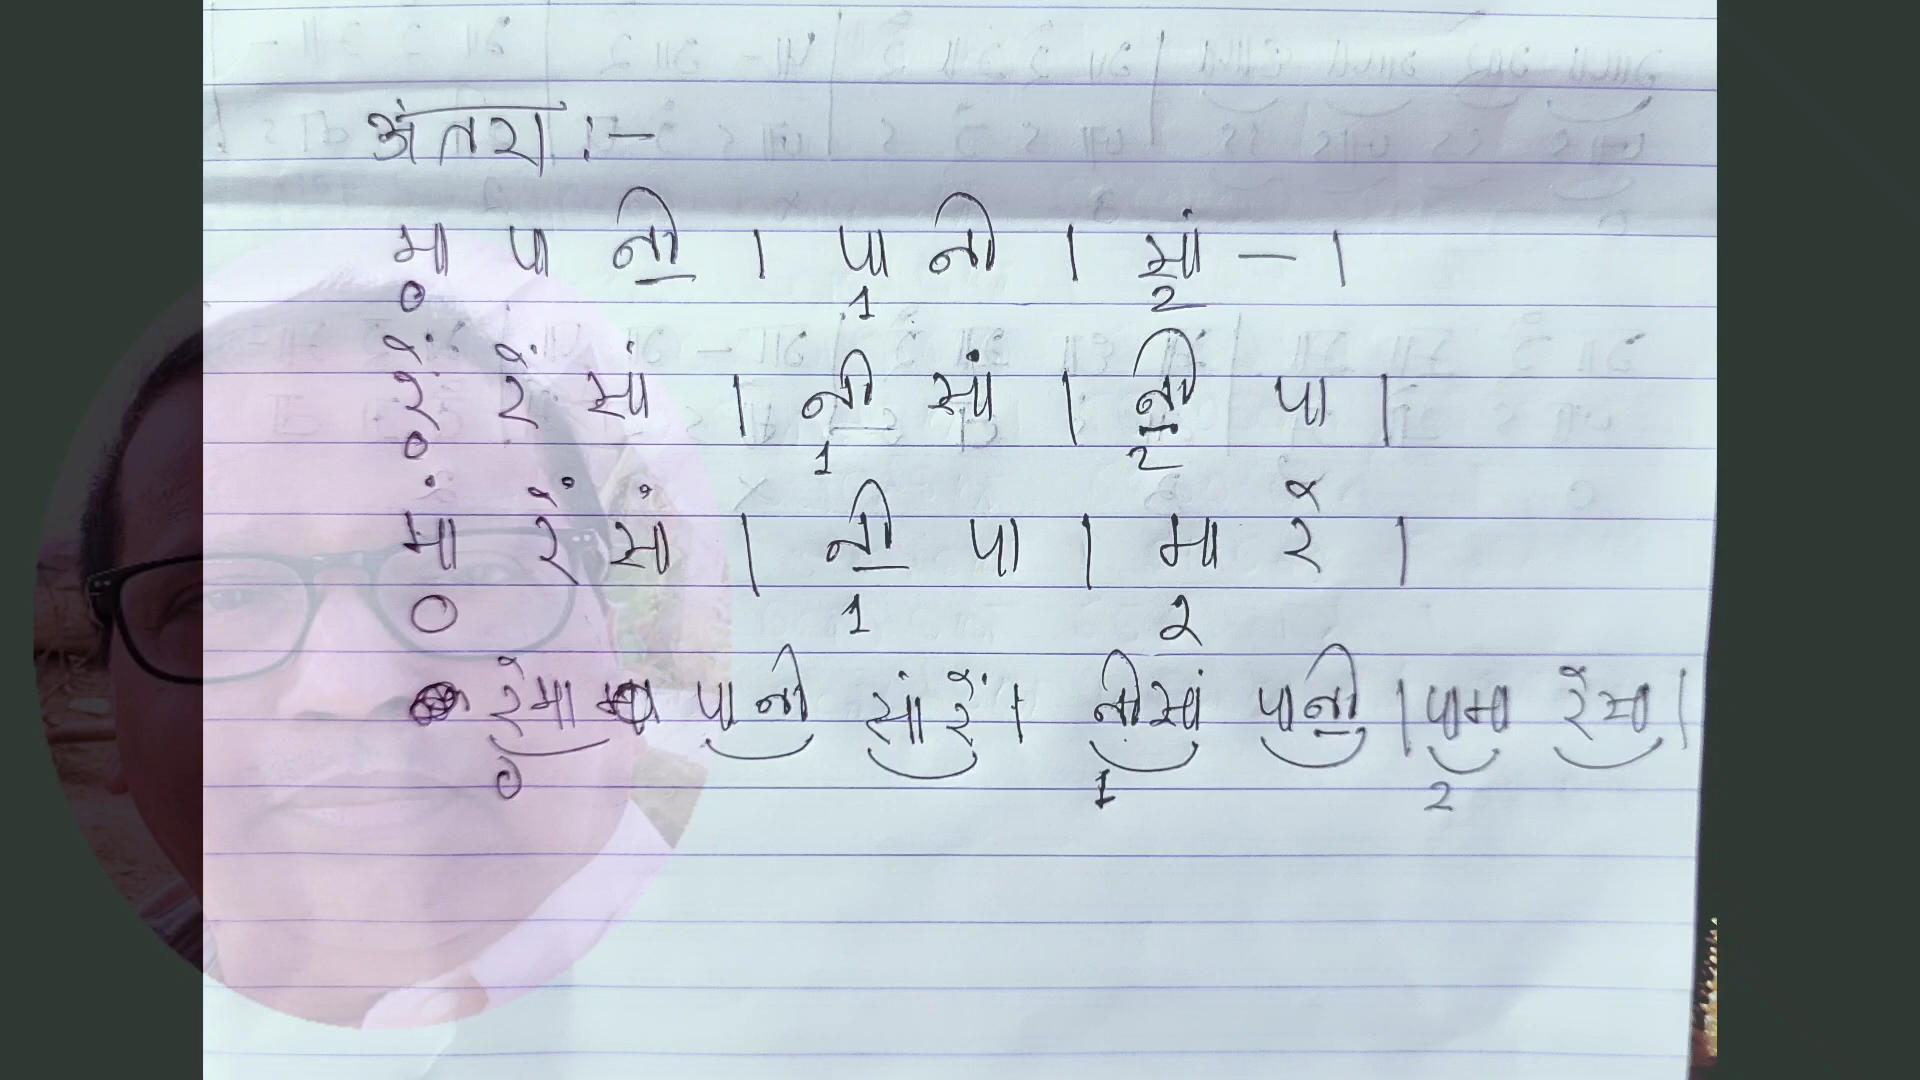 अंतरा :-
मा पा नी॒ | पा नी | सां - |
0 1 2
रें रें सां | नी॒ सां | नी॒ पा |
0 1 2
मां रें सां | नी॒ पा | मा रे |
0 1 2
रेमा पानी सांरें | नीसां पानी॒ | पामा रेसा |
0 1 2